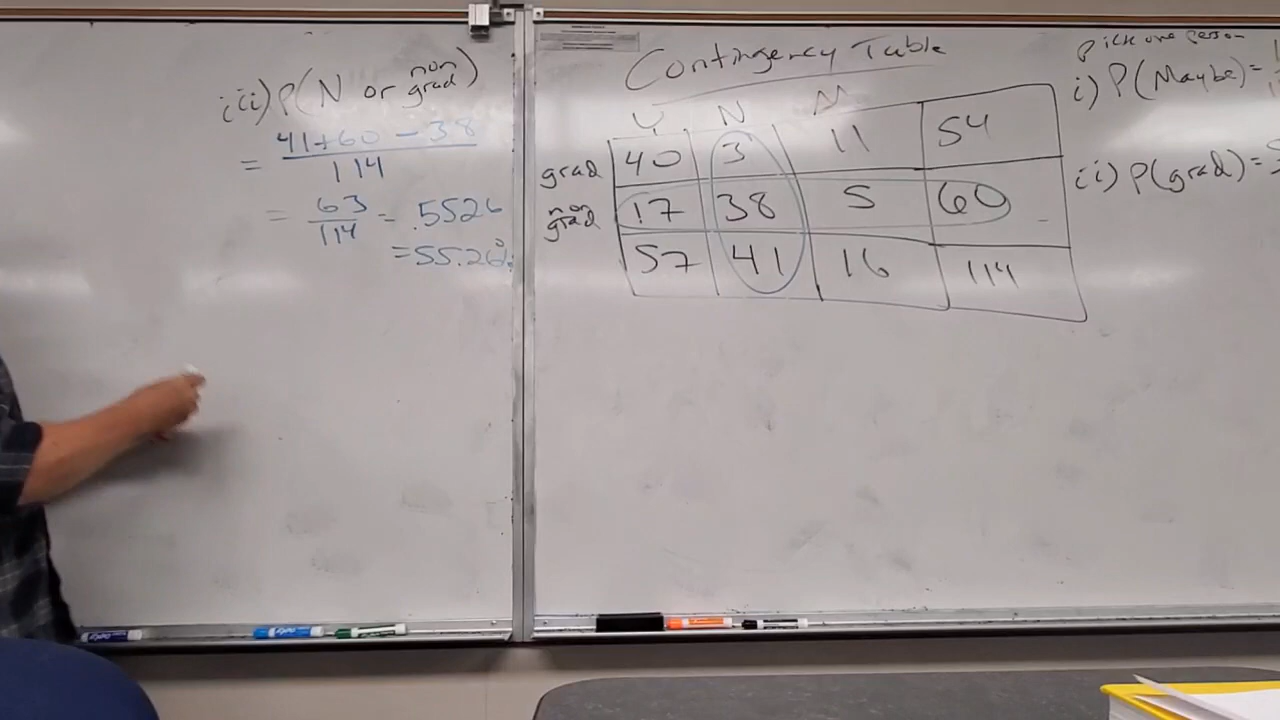 iii) P(N or non grad)
= 41+60-38 / 114
= 63/114 = .5526
= 55.26%
Contingency Table
Y N M
grad 40 3 11 54
non grad 17 38 5 60
57 41 16 114
Pick one person
i) P(Maybe) =
ii) P(grad) =